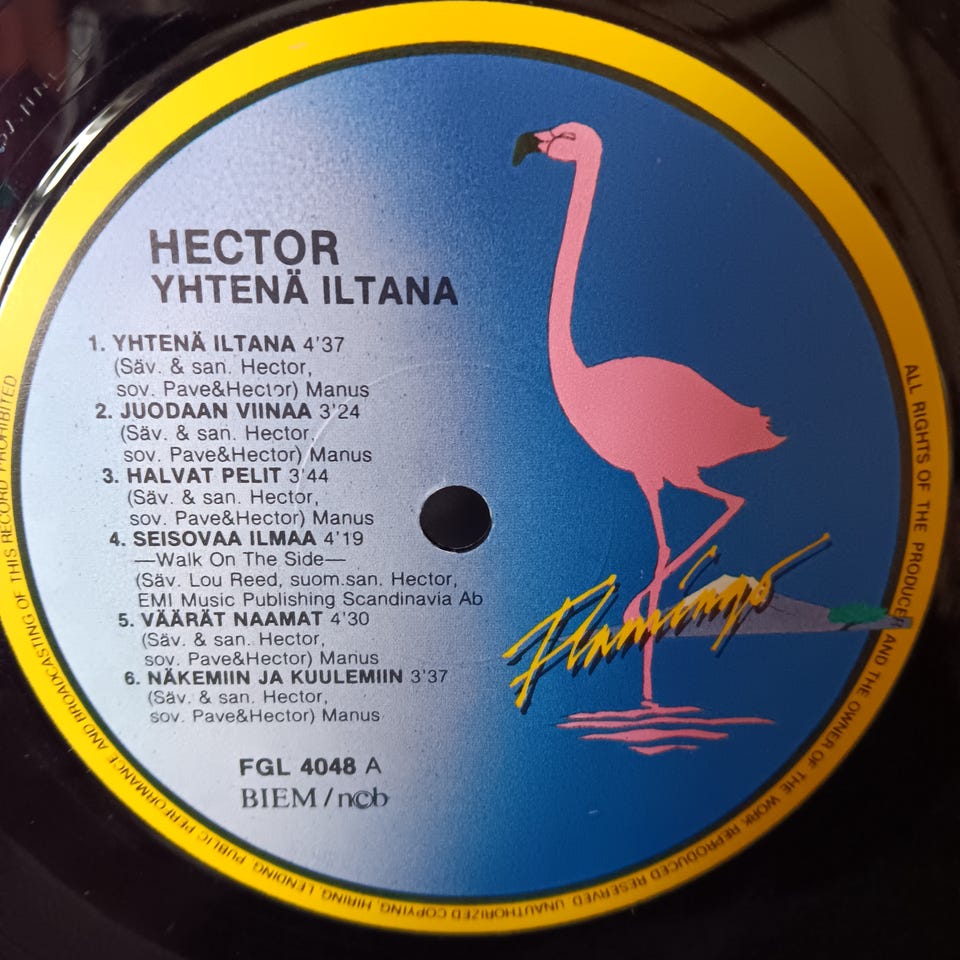 HECTOR
YHTENÄ ILTANA
1. YHTENÄ ILTANA 4'37
(Säv. & san. Hector,
sov. Pave&Hector) Manus
2. JUODAAN VIINAA 3'24
(Säv. & san. Hector,
sov. Pave&Hector) Manus
3. HALVAT PELIT 3'44
(Säv. & san. Hector,
sov. Pave&Hector) Manus
4. SEISOVAA ILMAA 4'19
—Walk On The Side—
(Säv. Lou Reed, suom.san. Hector,
EMI Music Publishing Scandinavia Ab
5. VÄÄRÄT NAAMAT 4'30
(Säv. & san. Hector,
sov. Pave&Hector) Manus
6. NÄKEMIIN JA KUULEMIIN 3'37
(Säv. & san. Hector,
sov. Pave&Hector) Manus
FGL 4048 A
BIEM / ncb
Flamingo
ALL RIGHTS OF THE PRODUCER AND THE OWNER OF THE WORK REPRODUCED RESERVED. UNAUTHORIZED COPYING, HIRING, LENDING, PUBLIC PERFORMANCE AND BROADCASTING OF THIS RECORD PROHIBITED